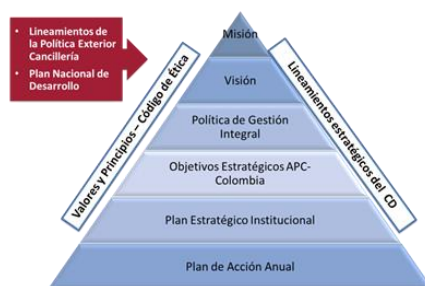 • Lineamientos de
la Política Exterior
Cancillería
• Plan Nacional de
Desarrollo
Valores y Principios – Código de Ética
Lineamientos estratégicos del CD
Misión
Visión
Política de Gestión
Integral
Objetivos Estratégicos APC-
Colombia
Plan Estratégico Institucional
Plan de Acción Anual